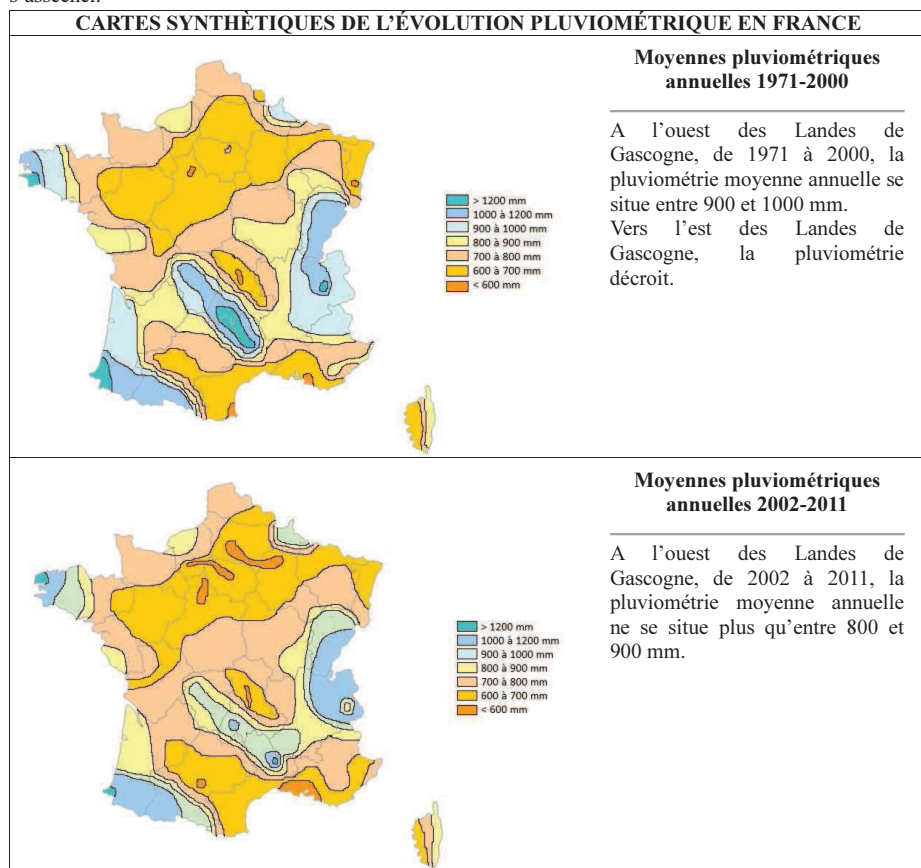 s'assécher.
CARTES SYNTHÈTIQUES DE L'ÉVOLUTION PLUVIOMÉTRIQUE EN FRANCE
Moyennes pluviométriques
annuelles 1971-2000
A l'ouest des Landes de
Gascogne, de 1971 à 2000, la
pluviométrie moyenne annuelle se
situe entre 900 et 1000 mm.
Vers l'est des Landes de
Gascogne, la pluviométrie
décroit.
> 1200 mm
1000 à 1200 mm
900 à 1000 mm
800 à 900 mm
700 à 800 mm
600 à 700 mm
< 600 mm
Moyennes pluviométriques
annuelles 2002-2011
A l'ouest des Landes de
Gascogne, de 2002 à 2011, la
pluviométrie moyenne annuelle
ne se situe plus qu'entre 800 et
900 mm.
> 1200 mm
1000 à 1200 mm
900 à 1000 mm
800 à 900 mm
700 à 800 mm
600 à 700 mm
< 600 mm